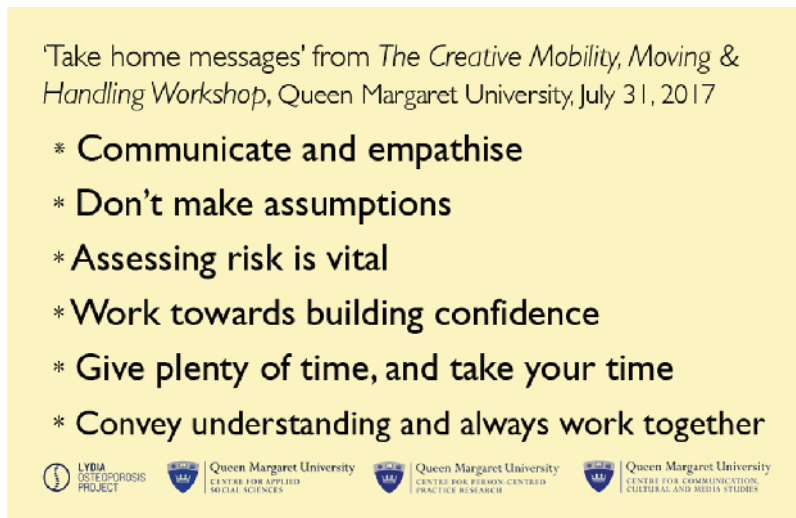 ‘Take home messages’ from The Creative Mobility, Moving &
Handling Workshop, Queen Margaret University, July 31, 2017
* Communicate and empathise
* Don’t make assumptions
* Assessing risk is vital
* Work towards building confidence
* Give plenty of time, and take your time
* Convey understanding and always work together
LYDIA
OSTEOPOROSIS
PROJECT
Queen Margaret University
CENTRE FOR APPLIED
SOCIAL SCIENCES
Queen Margaret University
CENTRE FOR PERSON-CENTRED
PRACTICE RESEARCH
Queen Margaret University
CENTRE FOR COMMUNICATION,
CULTURAL AND MEDIA STUDIES